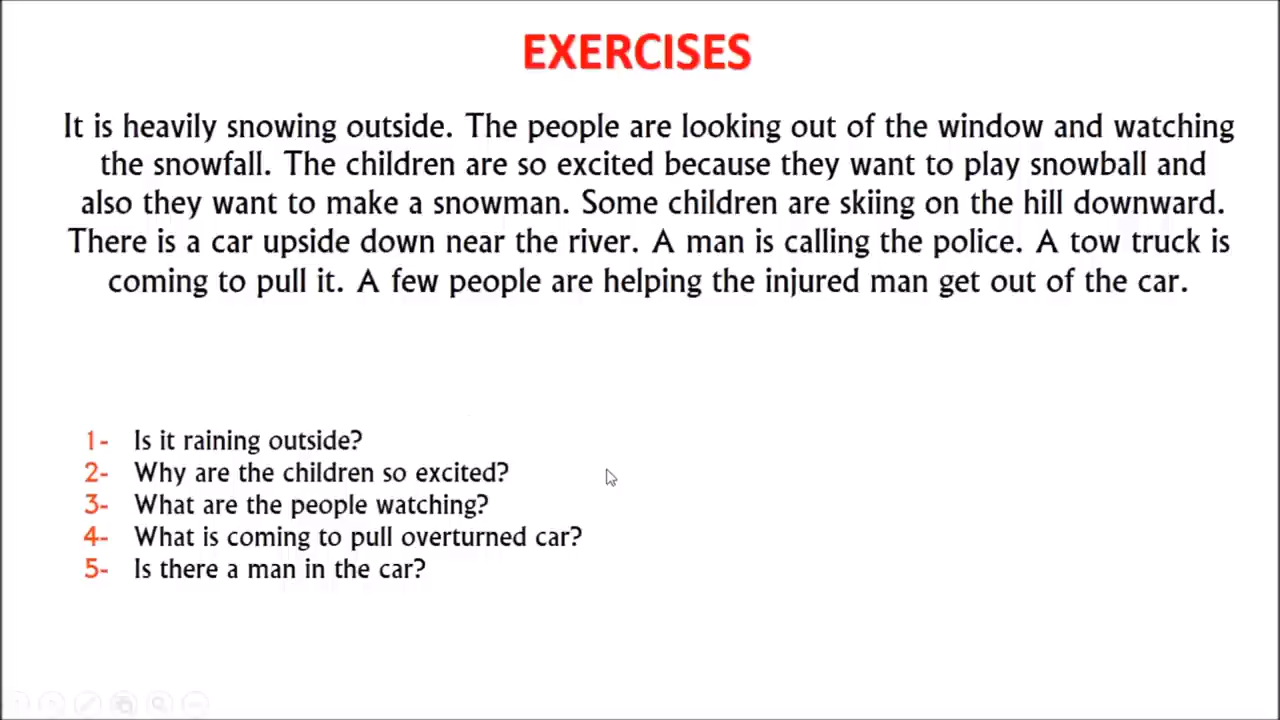 EXERCISES
It is heavily snowing outside. The people are looking out of the window and watching
the snowfall. The children are so excited because they want to play snowball and
also they want to make a snowman. Some children are skiing on the hill downward.
There is a car upside down near the river. A man is calling the police. A tow truck is
coming to pull it. A few people are helping the injured man get out of the car.
1- Is it raining outside?
2- Why are the children so excited?
3- What are the people watching?
4- What is coming to pull overturned car?
5- Is there a man in the car?